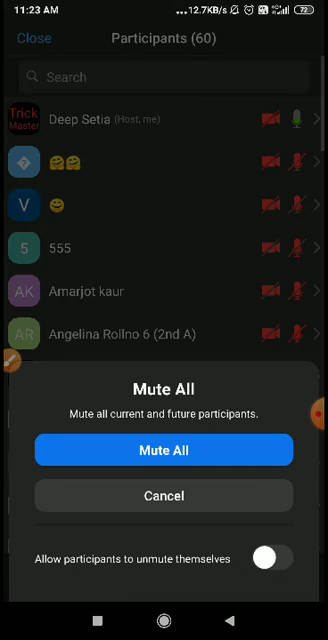 11:23 AM
...12.7KB/s
72
Close
Participants (60)
Search
Trick Master
Deep Setia (Host, me)
V
555
5
AK
Amarjot kaur
AR
Angelina Rollno 6 (2nd A)
Mute All
Mute all current and future participants.
Mute All
Cancel
Allow participants to unmute themselves